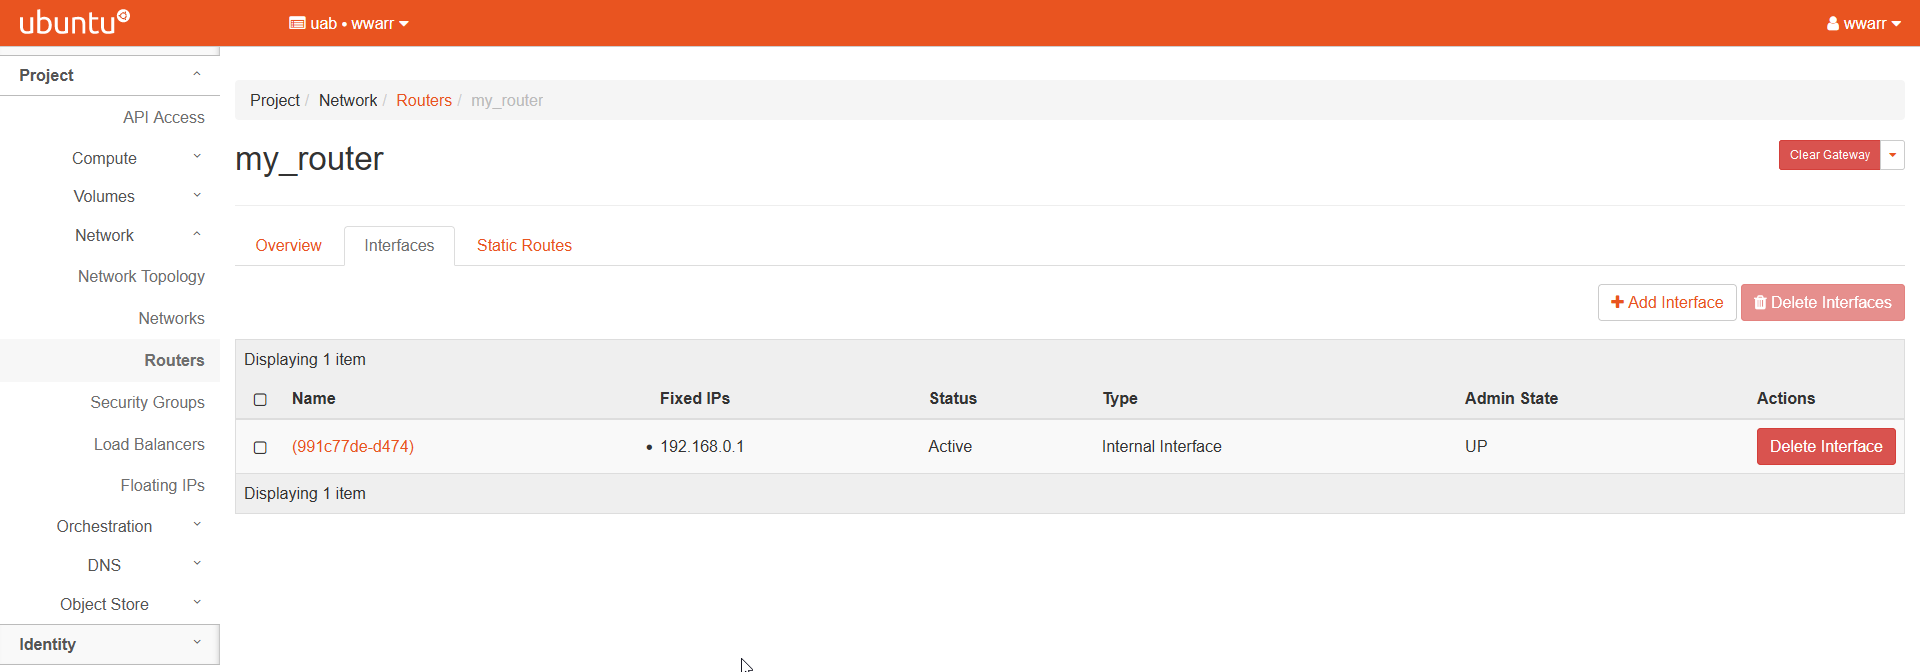 ubuntu
uab • wwarr
wwarr
Project
API Access
Compute
Volumes
Network
Network Topology
Networks
Routers
Security Groups
Load Balancers
Floating IPs
Orchestration
DNS
Object Store
Identity
Project / Network / Routers / my_router
my_router
Clear Gateway
Overview Interfaces Static Routes
Add Interface Delete Interfaces
Displaying 1 item
Name Fixed IPs Status Type Admin State Actions
(991c77de-d474) • 192.168.0.1 Active Internal Interface UP Delete Interface
Displaying 1 item